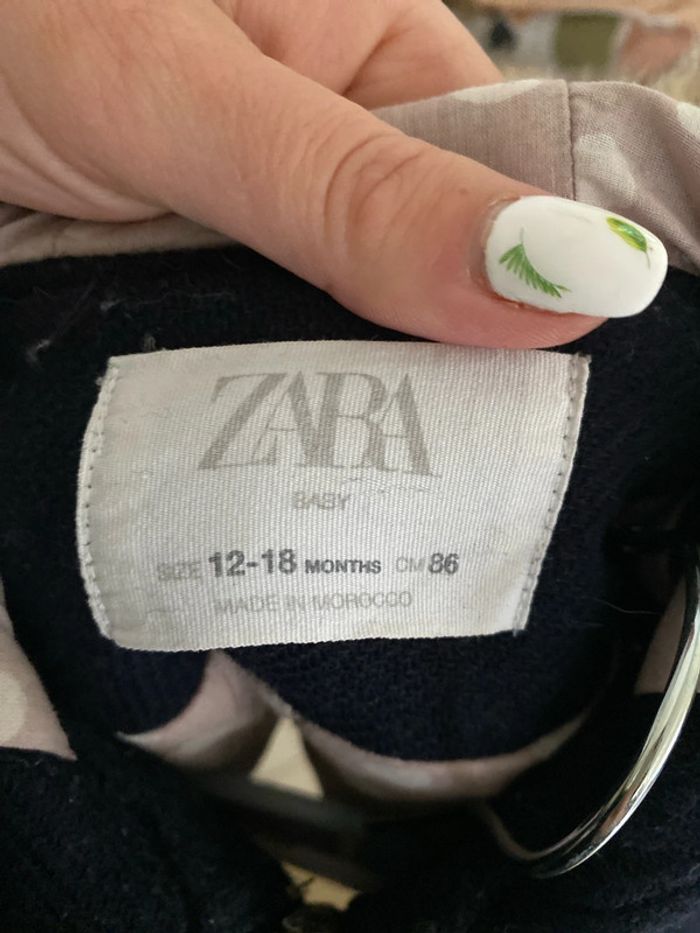 ZARA
BABY
SIZE 12-18 MONTHS CM 86
MADE IN MOROCCO